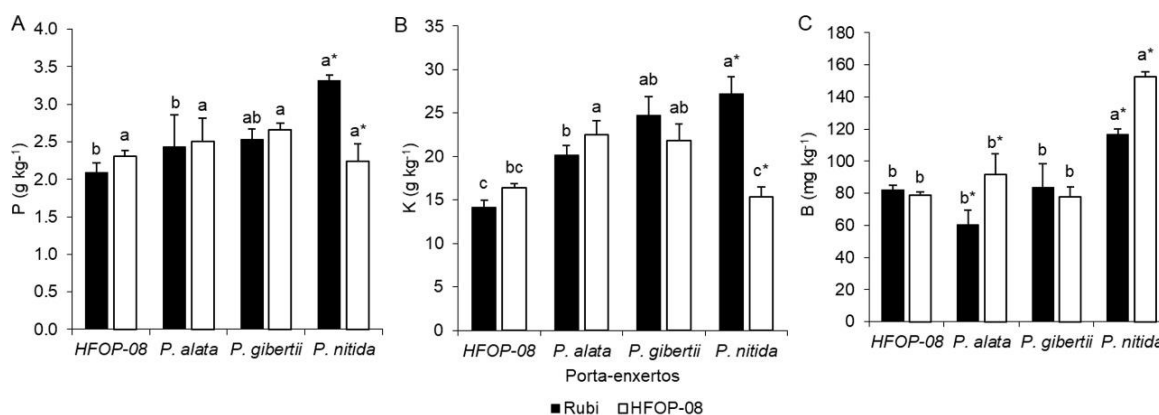 A
P (g kg-1)
4.0
3.5
3.0
2.5
2.0
1.5
1.0
0.5
0.0
b a b a ab a a* a*
HFOP-08 P. alata P. gibertii P. nitida
B
K (g kg-1)
35
30
25
20
15
10
5
0
c bc b a ab ab a* c*
HFOP-08 P. alata P. gibertii P. nitida
Porta-enxertos
C
B (mg kg-1)
180
160
140
120
100
80
60
40
20
0
b b b* b* b b a* a*
HFOP-08 P. alata P. gibertii P. nitida
Rubi HFOP-08